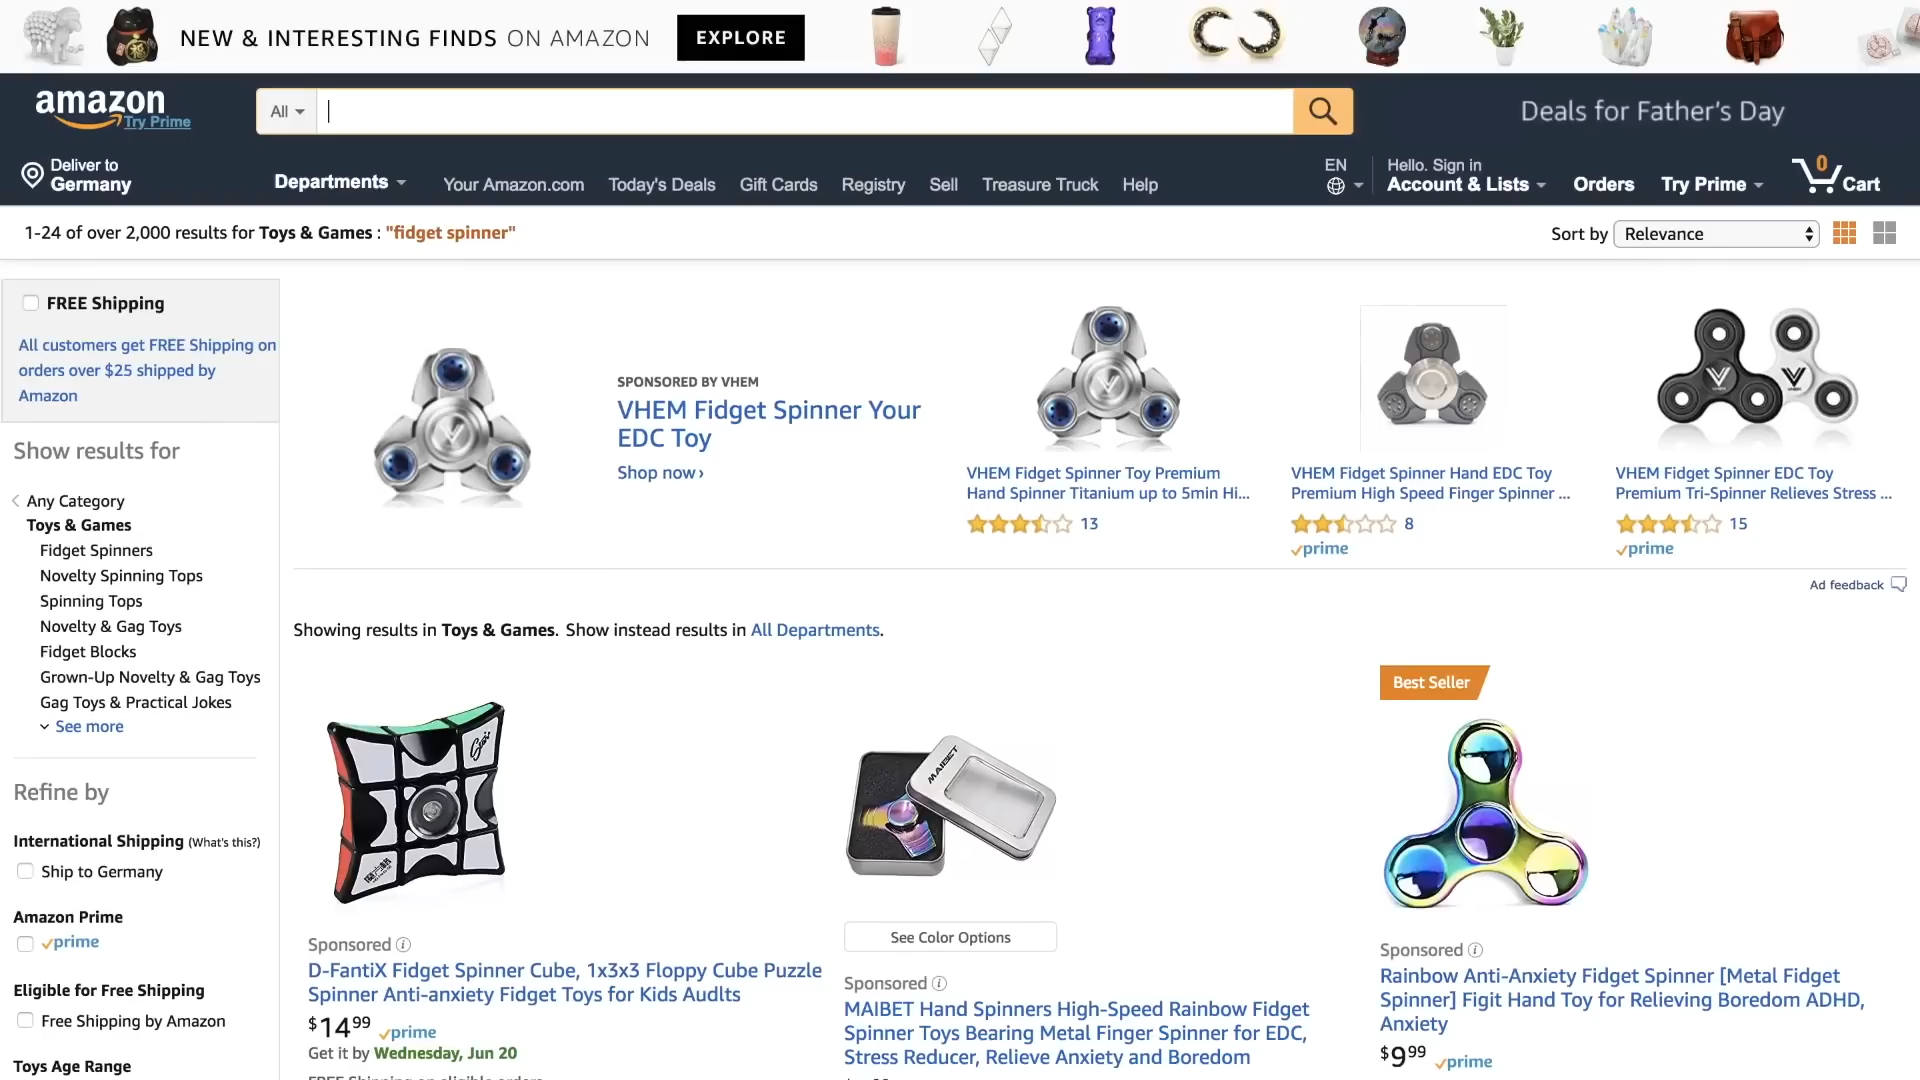 NEW & INTERESTING FINDS ON AMAZON
EXPLORE
amazon
Try Prime
All
Deals for Father's Day
Deliver to
Germany
Departments
Your Amazon.com
Today's Deals
Gift Cards
Registry
Sell
Treasure Truck
Help
EN
Hello. Sign in
Account & Lists
Orders
Try Prime
0
Cart
1-24 of over 2,000 results for Toys & Games : "fidget spinner"
Sort by
Relevance
FREE Shipping
All customers get FREE Shipping on
orders over $25 shipped by
Amazon
Show results for
Any Category
Toys & Games
Fidget Spinners
Novelty Spinning Tops
Spinning Tops
Novelty & Gag Toys
Fidget Blocks
Grown-Up Novelty & Gag Toys
Gag Toys & Practical Jokes
See more
Refine by
International Shipping (What's this?)
Ship to Germany
Amazon Prime
prime
Eligible for Free Shipping
Free Shipping by Amazon
Toys Age Range
SPONSORED BY VHEM
VHEM Fidget Spinner Your
EDC Toy
Shop now ›
VHEM Fidget Spinner Toy Premium
Hand Spinner Titanium up to 5min Hi...
13
VHEM Fidget Spinner Hand EDC Toy
Premium High Speed Finger Spinner ...
8
prime
VHEM Fidget Spinner EDC Toy
Premium Tri-Spinner Relieves Stress ...
15
prime
Ad feedback
Showing results in Toys & Games. Show instead results in All Departments.
Sponsored
D-FantiX Fidget Spinner Cube, 1x3x3 Floppy Cube Puzzle
Spinner Anti-anxiety Fidget Toys for Kids Audlts
$14.99 prime
Get it by Wednesday, Jun 20
FREE Shipping on eligible orders
MAIBET
See Color Options
Sponsored
MAIBET Hand Spinners High-Speed Rainbow Fidget
Spinner Toys Bearing Metal Finger Spinner for EDC,
Stress Reducer, Relieve Anxiety and Boredom
Best Seller
Sponsored
Rainbow Anti-Anxiety Fidget Spinner [Metal Fidget
Spinner] Figit Hand Toy for Relieving Boredom ADHD,
Anxiety
$9.99 prime